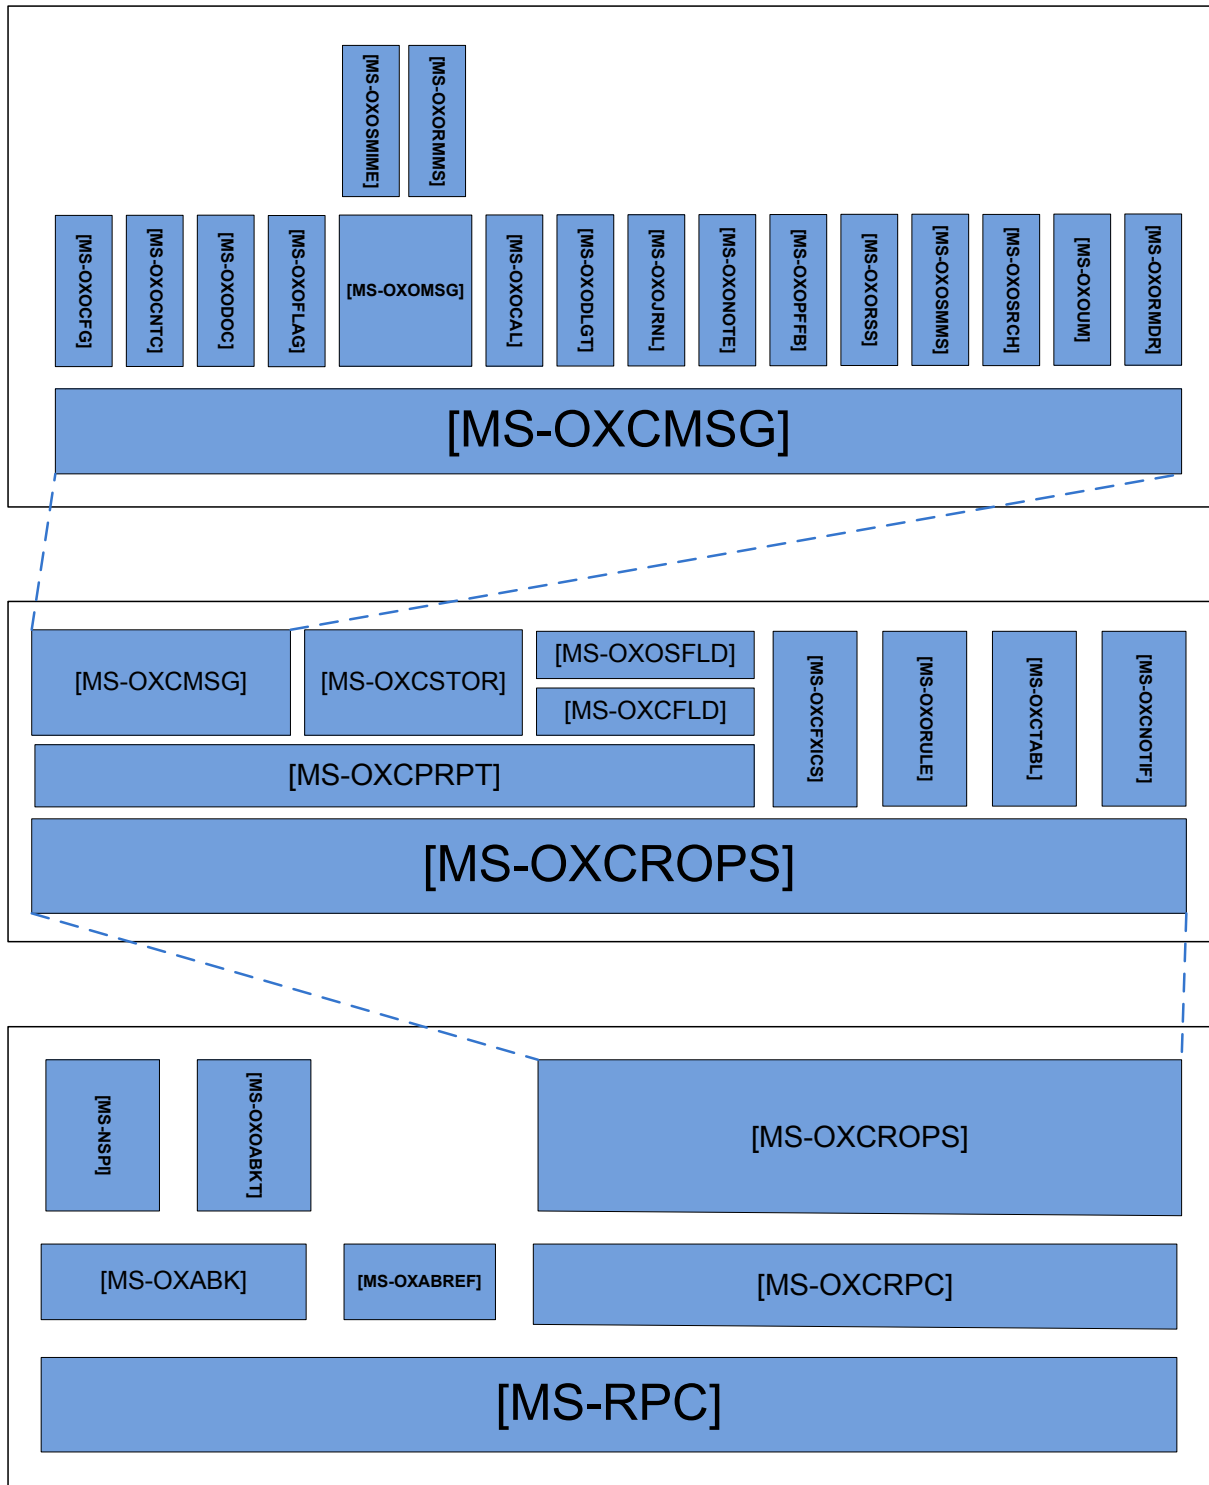 [MS-OXOSMIME]
[MS-OXORMMS]
[MS-OXOCFG]
[MS-OXOCNTC]
[MS-OXODOC]
[MS-OXOFLAG]
[MS-OXOMSG]
[MS-OXOCAL]
[MS-OXODLGT]
[MS-OXOJRNL]
[MS-OXONOTE]
[MS-OXOPFFB]
[MS-OXORSS]
[MS-OXOSMMS]
[MS-OXOSRCH]
[MS-OXOUM]
[MS-OXORMDR]
[MS-OXCMSG]
[MS-OXCMSG]
[MS-OXCSTOR]
[MS-OXOSFLD]
[MS-OXCFLD]
[MS-OXCPRPT]
[MS-OXCFXICS]
[MS-OXORULE]
[MS-OXCTABL]
[MS-OXCNOTIF]
[MS-OXCROPS]
[MS-NSPI]
[MS-OXOABKT]
[MS-OXCROPS]
[MS-OXABK]
[MS-OXABREF]
[MS-OXCRPC]
[MS-RPC]